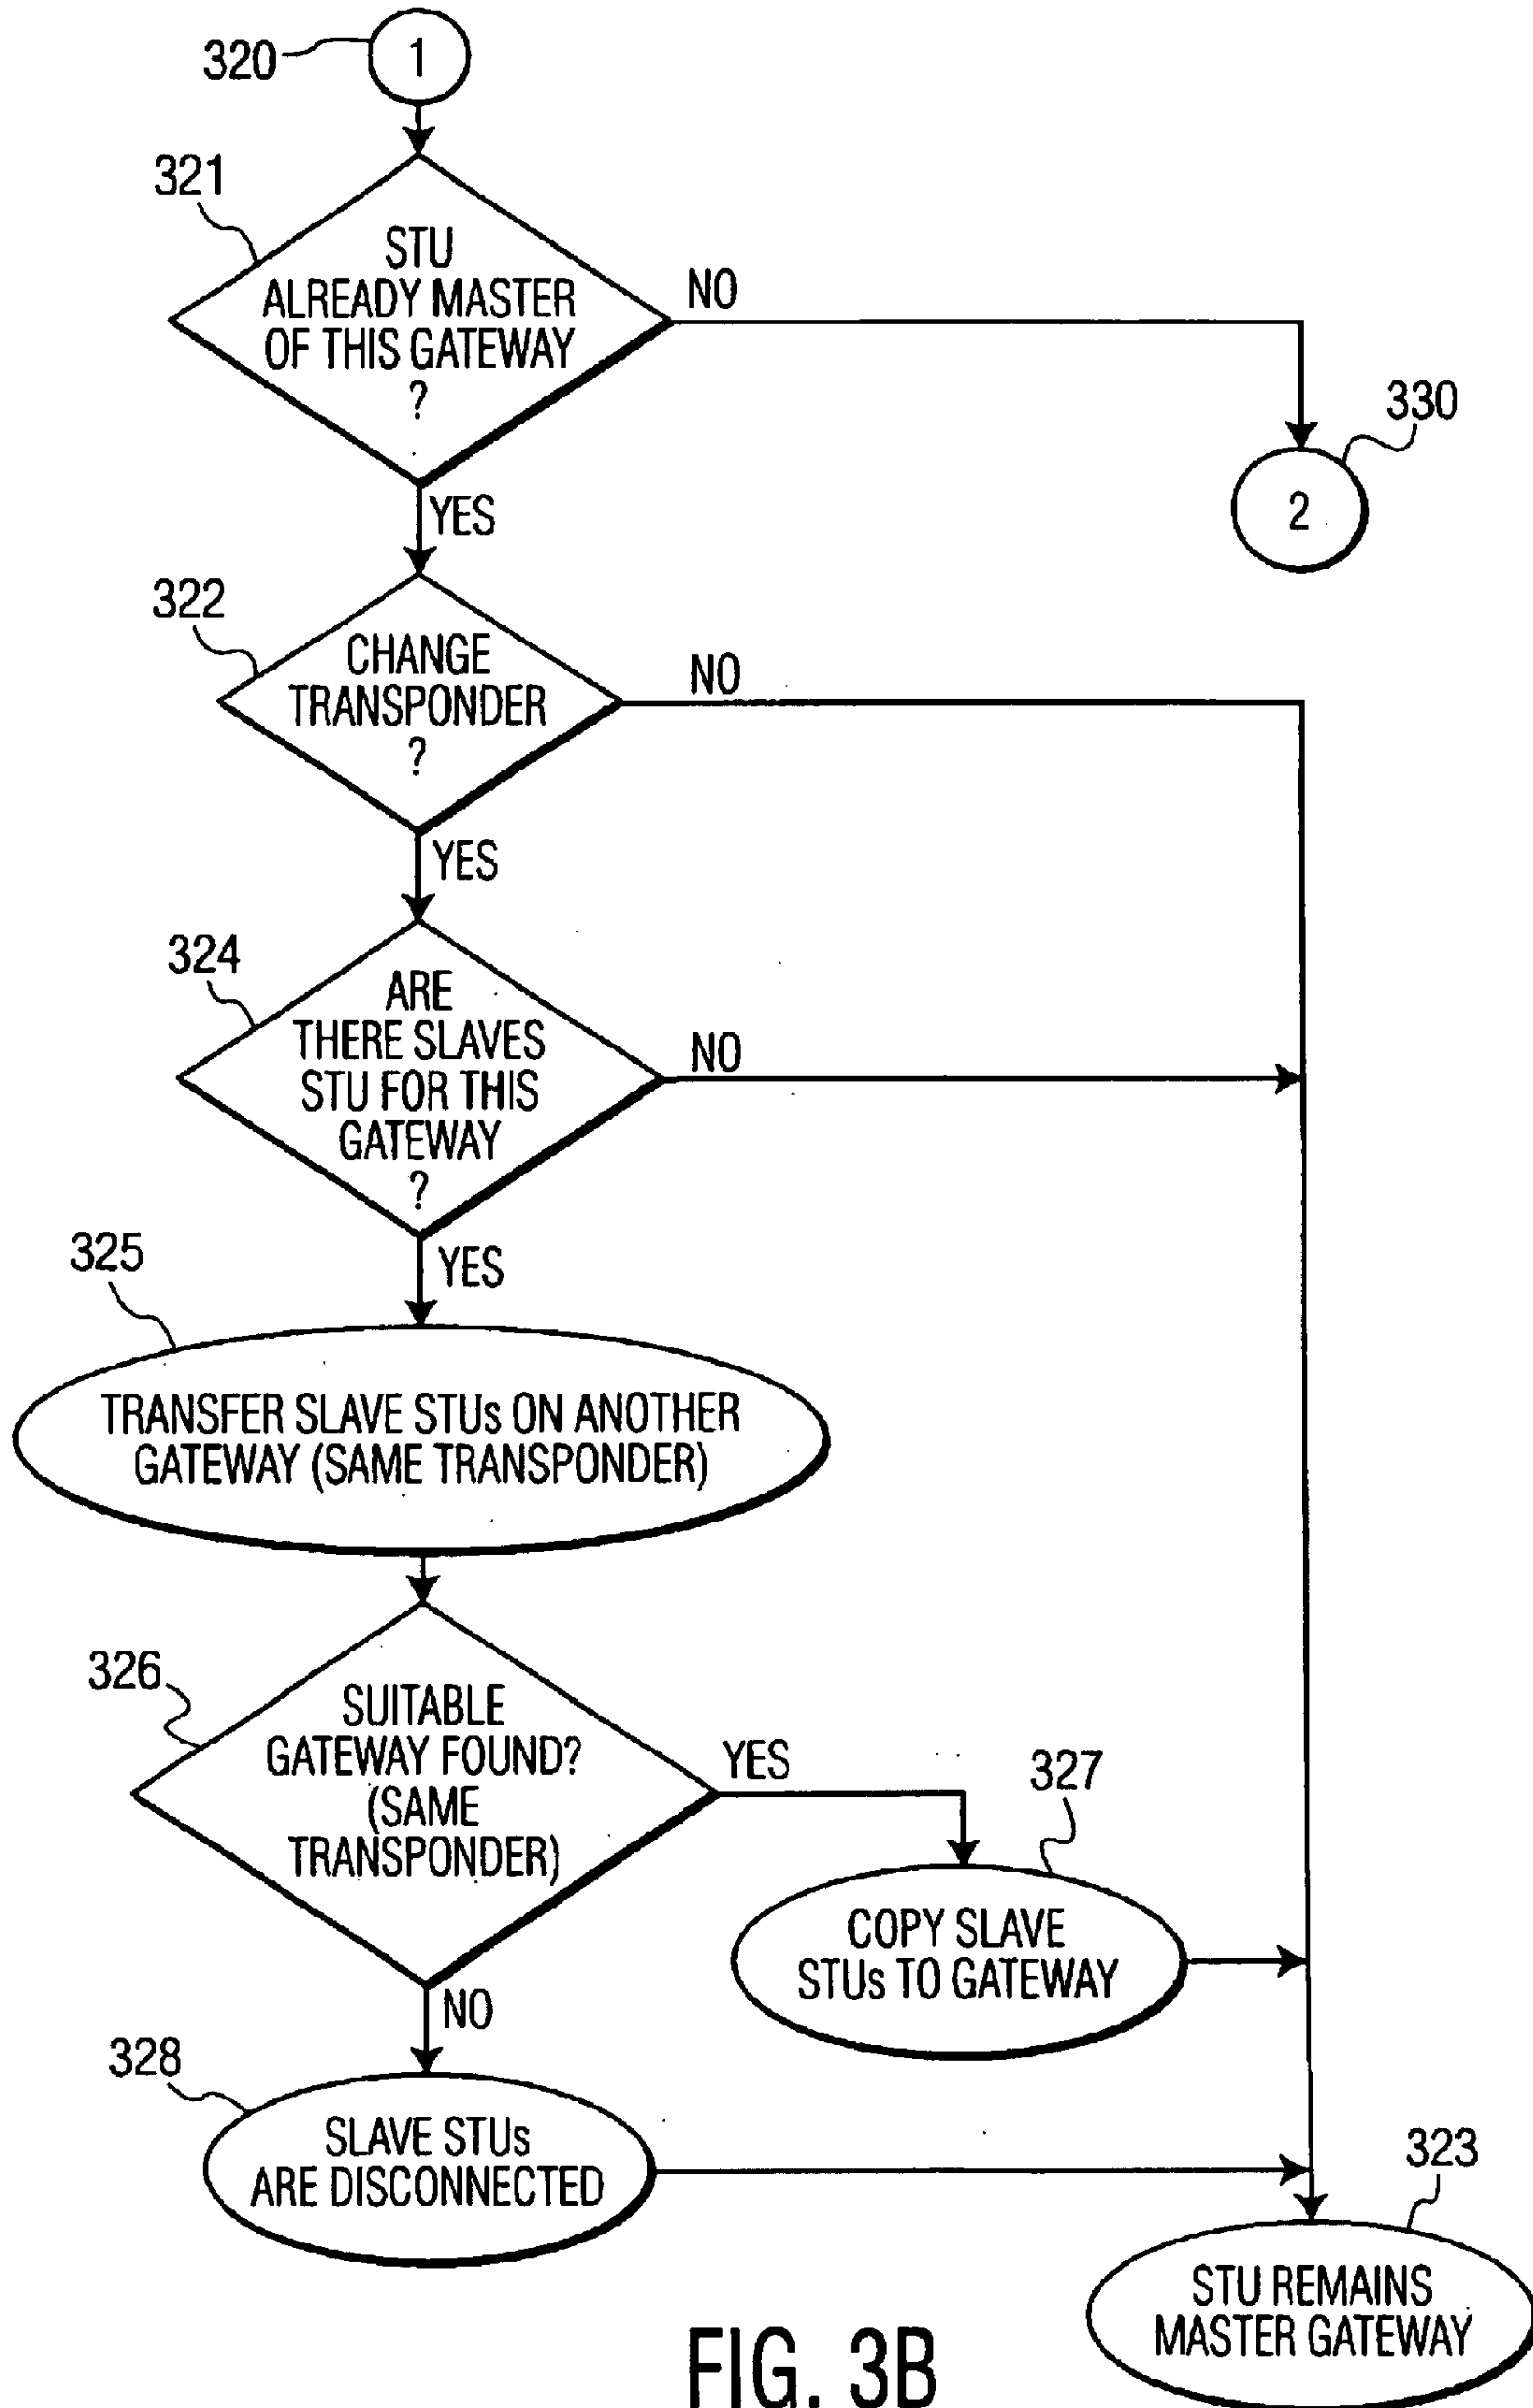 320
1
321
STU
ALREADY MASTER
OF THIS GATEWAY
?
NO
330
2
YES
322
CHANGE
TRANSPONDER
?
NO
YES
324
ARE
THERE SLAVES
STU FOR THIS
GATEWAY
?
NO
YES
325
TRANSFER SLAVE STUs ON ANOTHER
GATEWAY (SAME TRANSPONDER)
326
SUITABLE
GATEWAY FOUND?
(SAME
TRANSPONDER)
YES
327
COPY SLAVE
STUs TO GATEWAY
NO
328
SLAVE STUs
ARE DISCONNECTED
323
STU REMAINS
MASTER GATEWAY
FIG. 3B